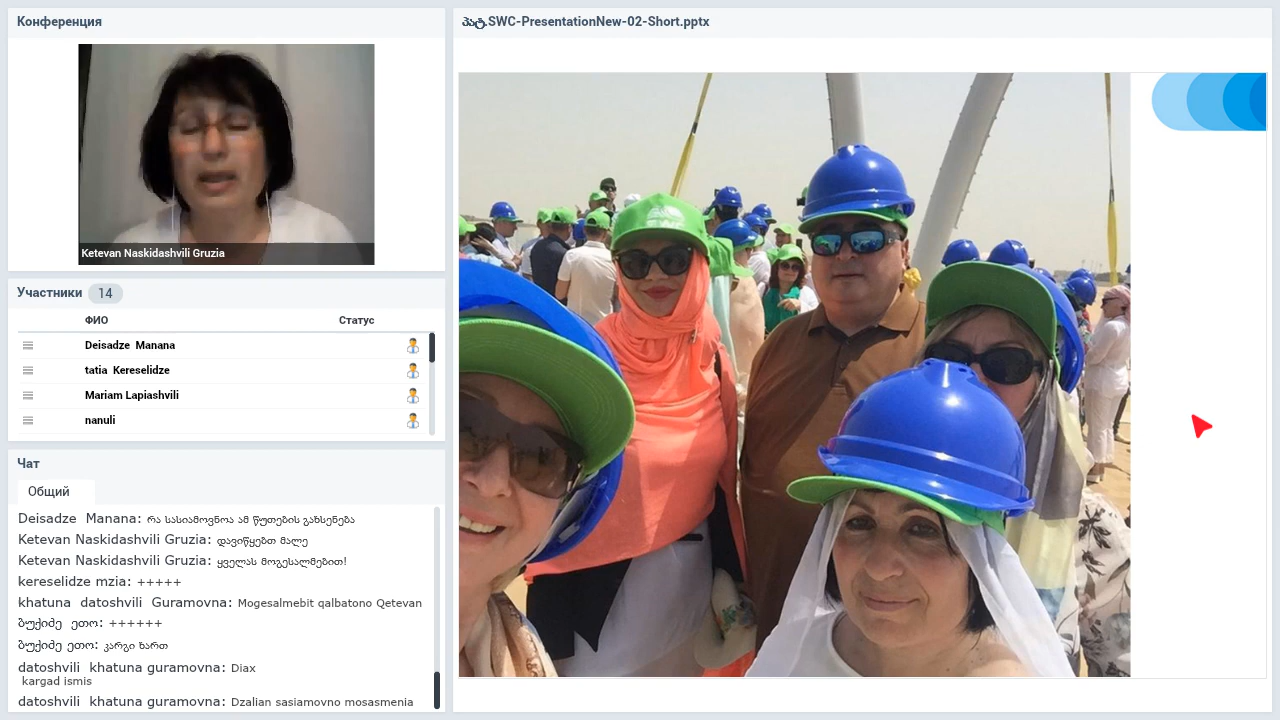 Конференция
Ketevan Naskidashvili Gruzia
Участники 14
ФИО Статус
Deisadze Manana
tatia Kereselidze
Mariam Lapiashvili
nanuli
Чат
Общий
Deisadze Manana: რა სასიამოვნოა ამ წუთების გახსენება
Ketevan Naskidashvili Gruzia: დავიწყებთ მალე
Ketevan Naskidashvili Gruzia: ყველას მოგესალმებით!
kereselidze mzia: +++++
khatuna datoshvili Guramovna: Mogesalmebit qalbatono Qetevan
ბუქიძე ეთო: ++++++
ბუქიძე ეთო: კარგი ხართ
datoshvili khatuna guramovna: Diax
kargad ismis
datoshvili khatuna guramovna: Dzalian sasiamovno mosasmenia
პატ.SWC-PresentationNew-02-Short.pptx